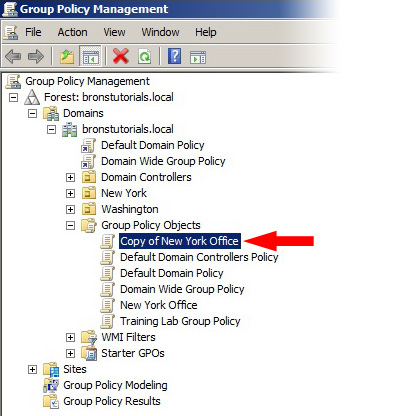 Group Policy Management
File Action View Window Help
Group Policy Management
Forest: bronstutorials.local
Domains
bronstutorials.local
Default Domain Policy
Domain Wide Group Policy
Domain Controllers
New York
Washington
Group Policy Objects
Copy of New York Office
Default Domain Controllers Policy
Default Domain Policy
Domain Wide Group Policy
New York Office
Training Lab Group Policy
WMI Filters
Starter GPOs
Sites
Group Policy Modeling
Group Policy Results